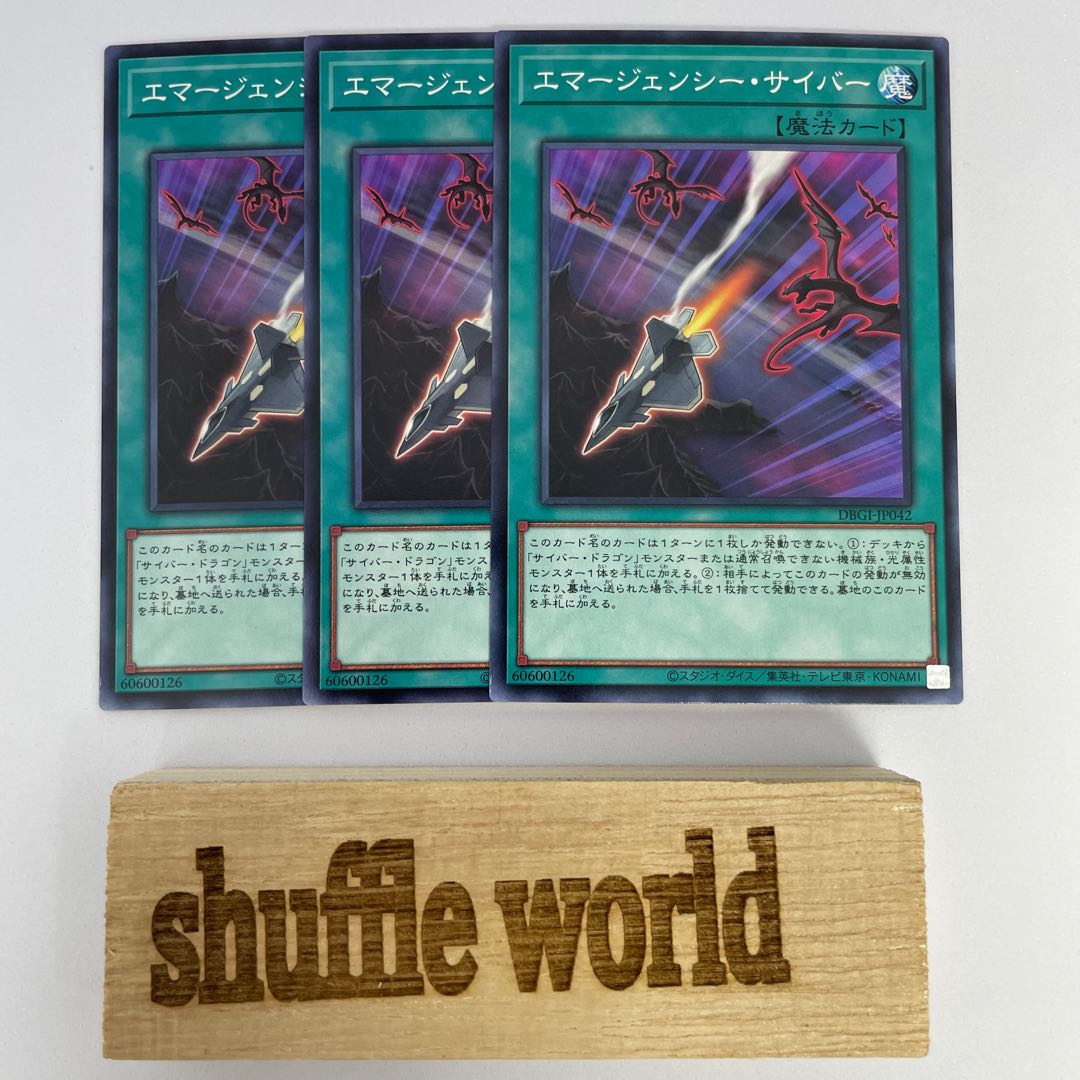 エマージェンシ
エマージェン
エマージェンシー・サイバー 魔
【魔法カード】
DBGI-JP042
このカード名のカードは1ターン
「サイバー・ドラゴン」モンスター
モンスター1体を手札に加える。
になり、墓地へ送られた場合、手
を手札に加える。
60600126
©ス
このカード名のカードは1ターン
「サイバー・ドラゴン」モンスター
モンスター1体を手札に加える
になり、墓地へ送られた場合、
を手札に加える。
60600126
©
このカード名のカードは1ターンに1枚しか発動できない。①：デッキから
「サイバー・ドラゴン」モンスターまたは通常召喚できない機械族・光属性
モンスター1体を手札に加える。②：相手によってこのカードの発動が無効
になり、墓地へ送られた場合、手札を1枚捨てて発動できる。墓地のこのカード
を手札に加える。
60600126
©スタジオ・ダイス／集英社・テレビ東京・KONAMI
shuffle world